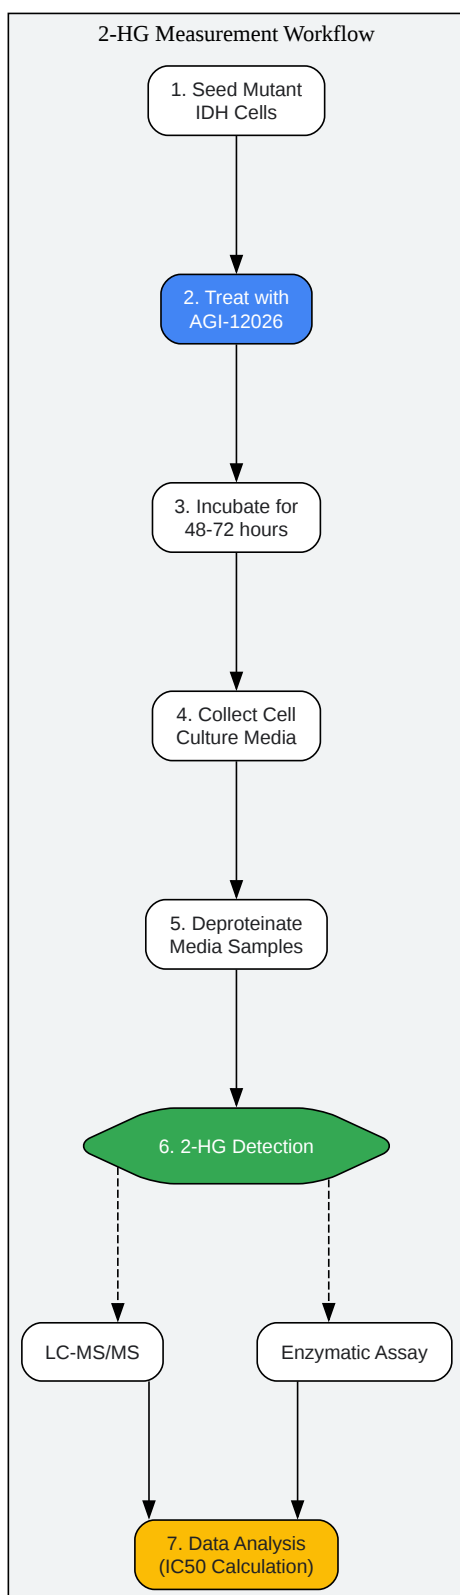 2-HG Measurement Workflow
1. Seed Mutant
IDH Cells
2. Treat with
AGI-12026
3. Incubate for
48-72 hours
4. Collect Cell
Culture Media
5. Deproteinate
Media Samples
6. 2-HG Detection
LC-MS/MS
Enzymatic Assay
7. Data Analysis
(IC50 Calculation)